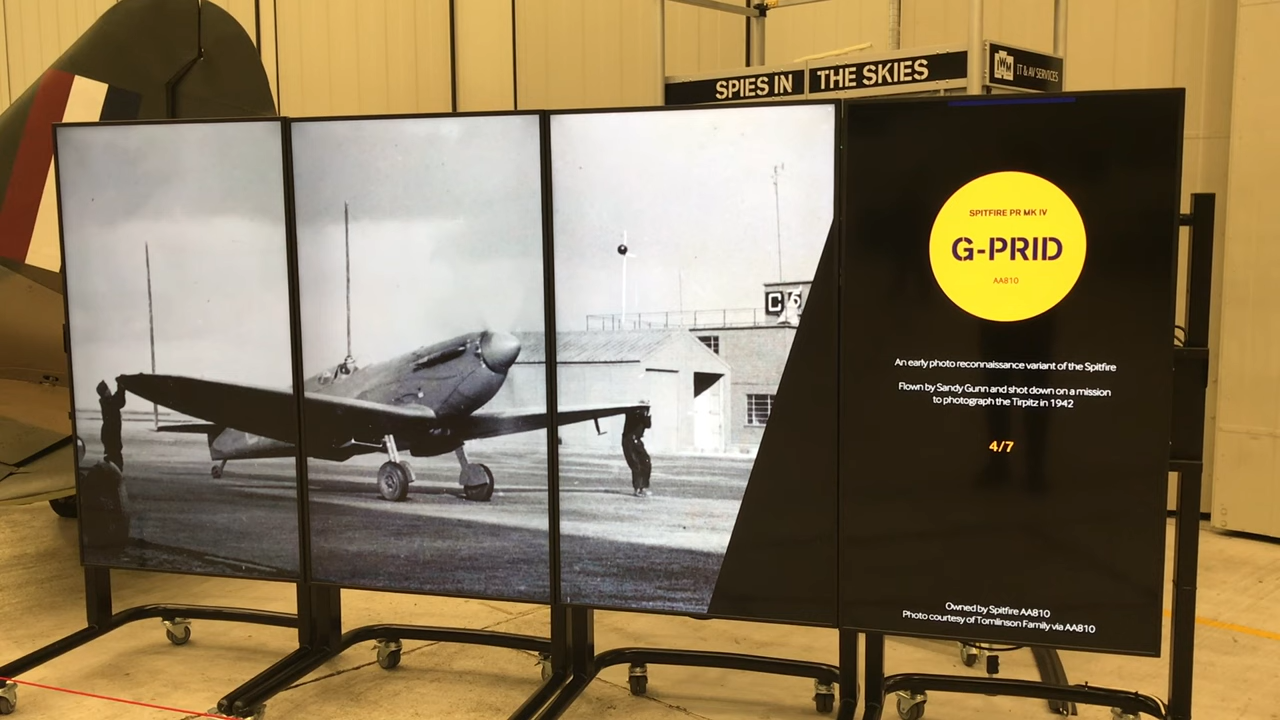 SPIES IN THE SKIES
IWM IT & AV SERVICES
C
SPITFIRE PR MK IV
G-PRID
AA810
An early photo reconnaissance variant of the Spitfire
Flown by Sandy Gunn and shot down on a mission
to photograph the Tirpitz in 1942
4/7
Owned by Spitfire AA810
Photo courtesy of Tomlinson Family via AA810